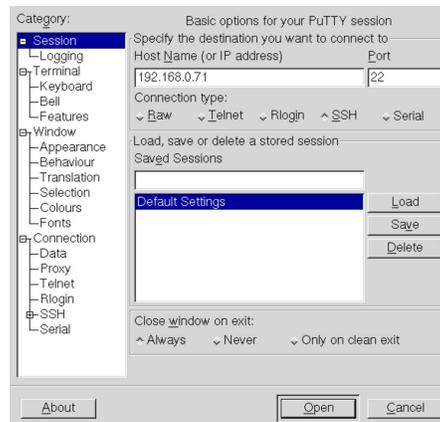 Category:
Session
Logging
Terminal
Keyboard
Bell
Features
Window
Appearance
Behaviour
Translation
Selection
Colours
Fonts
Connection
Data
Proxy
Telnet
Rlogin
SSH
Serial
Basic options for your PuTTY session
Specify the destination you want to connect to
Host Name (or IP address) Port
192.168.0.71 22
Connection type:
Raw Telnet Rlogin SSH Serial
Load, save or delete a stored session
Saved Sessions
Default Settings
Load
Save
Delete
Close window on exit:
Always Never Only on clean exit
About Open Cancel